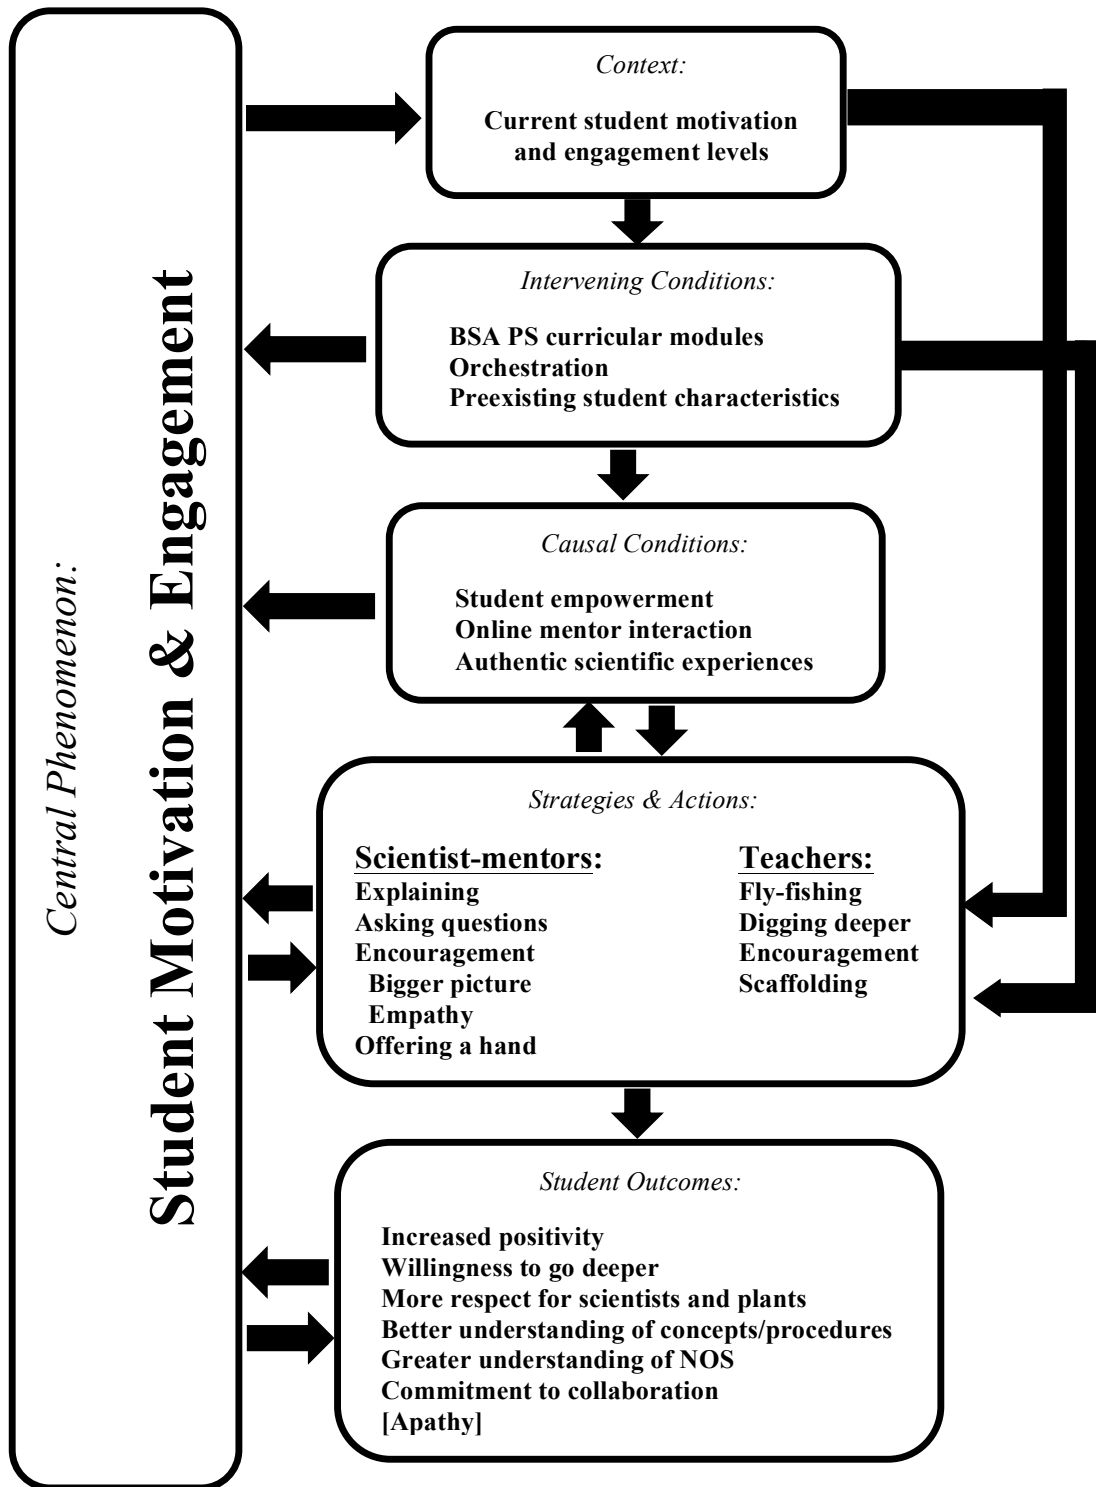 Central Phenomenon:
Student Motivation & Engagement
Context:
Current student motivation
and engagement levels
Intervening Conditions:
BSA PS curricular modules
Orchestration
Preexisting student characteristics
Causal Conditions:
Student empowerment
Online mentor interaction
Authentic scientific experiences
Strategies & Actions:
Scientist-mentors:
Explaining
Asking questions
Encouragement
Bigger picture
Empathy
Offering a hand
Teachers:
Fly-fishing
Digging deeper
Encouragement
Scaffolding
Student Outcomes:
Increased positivity
Willingness to go deeper
More respect for scientists and plants
Better understanding of concepts/procedures
Greater understanding of NOS
Commitment to collaboration
[Apathy]